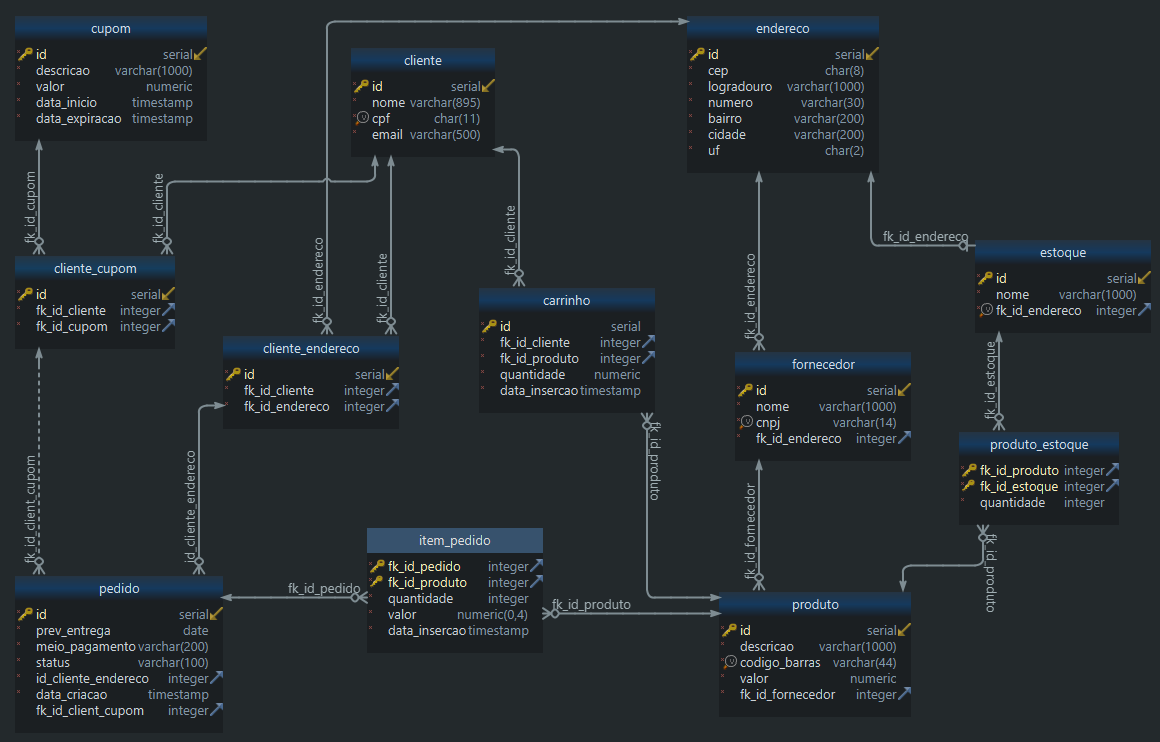 cupom
id serial
descricao varchar(1000)
valor numeric
data_inicio timestamp
data_expiracao timestamp
cliente
id serial
nome varchar(895)
cpf char(11)
email varchar(500)
endereco
id serial
cep char(8)
logradouro varchar(1000)
numero varchar(30)
bairro varchar(200)
cidade varchar(200)
uf char(2)
fk_id_cupom
fk_id_cliente
fk_id_endereco
fk_id_cliente
fk_id_cliente
fk_id_endereco
fk_id_endereco
cliente_cupom
id serial
fk_id_cliente integer
fk_id_cupom integer
estoque
id serial
nome varchar(1000)
fk_id_endereco integer
carrinho
id serial
fk_id_cliente integer
fk_id_produto integer
quantidade numeric
data_insercao timestamp
cliente_endereco
id serial
fk_id_cliente integer
fk_id_endereco integer
fornecedor
id serial
nome varchar(1000)
cnpj varchar(14)
fk_id_endereco integer
fk_id_estoque
produto_estoque
fk_id_produto integer
fk_id_estoque integer
quantidade integer
fk_id_client_cupom
id_cliente_endereco
fk_id_produto
fk_id_fornecedor
fk_id_produto
item_pedido
fk_id_pedido integer
fk_id_produto integer
quantidade integer
valor numeric(0,4)
data_insercao timestamp
fk_id_pedido
fk_id_produto
pedido
id serial
prev_entrega date
meio_pagamento varchar(200)
status varchar(100)
id_cliente_endereco integer
data_criacao timestamp
fk_id_client_cupom integer
produto
id serial
descricao varchar(1000)
codigo_barras varchar(44)
valor numeric
fk_id_fornecedor integer